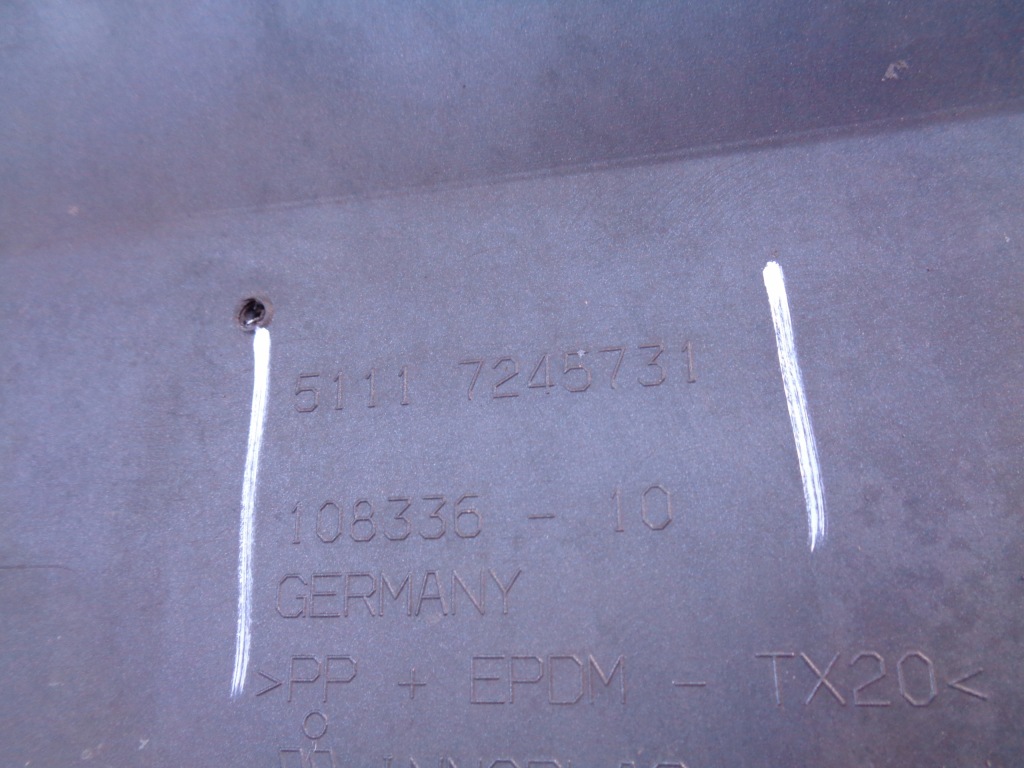 5111 7245731
108336 - 10
GERMANY
>PP + EPDM - TX20<